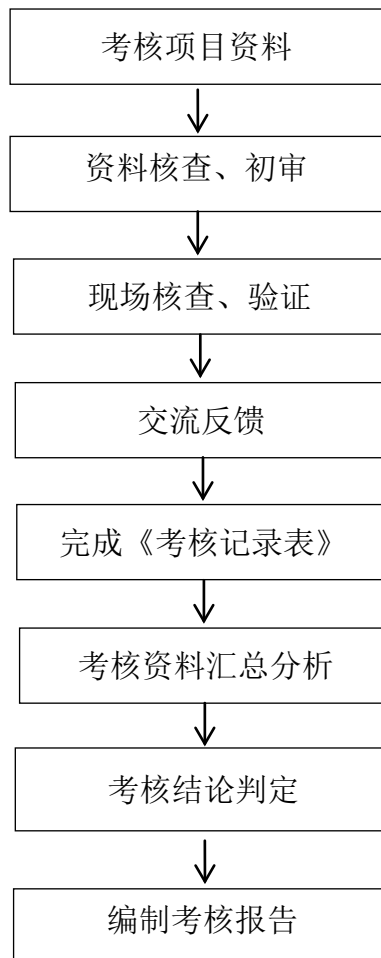 考核项目资料
资料核查、初审
现场核查、验证
交流反馈
完成《考核记录表》
考核资料汇总分析
考核结论判定
编制考核报告